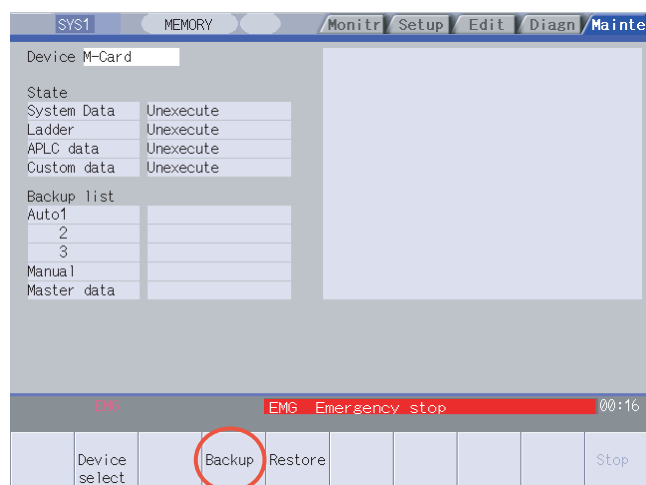 SYS1 MEMORY Monitr Setup Edit Diagn Mainte
Device M-Card
State
System Data Unexecute
Ladder Unexecute
APLC data Unexecute
Custom data Unexecute
Backup list
Auto1
2
3
Manual
Master data
EMG EMG Emergency stop 00:16
Device select Backup Restore Stop